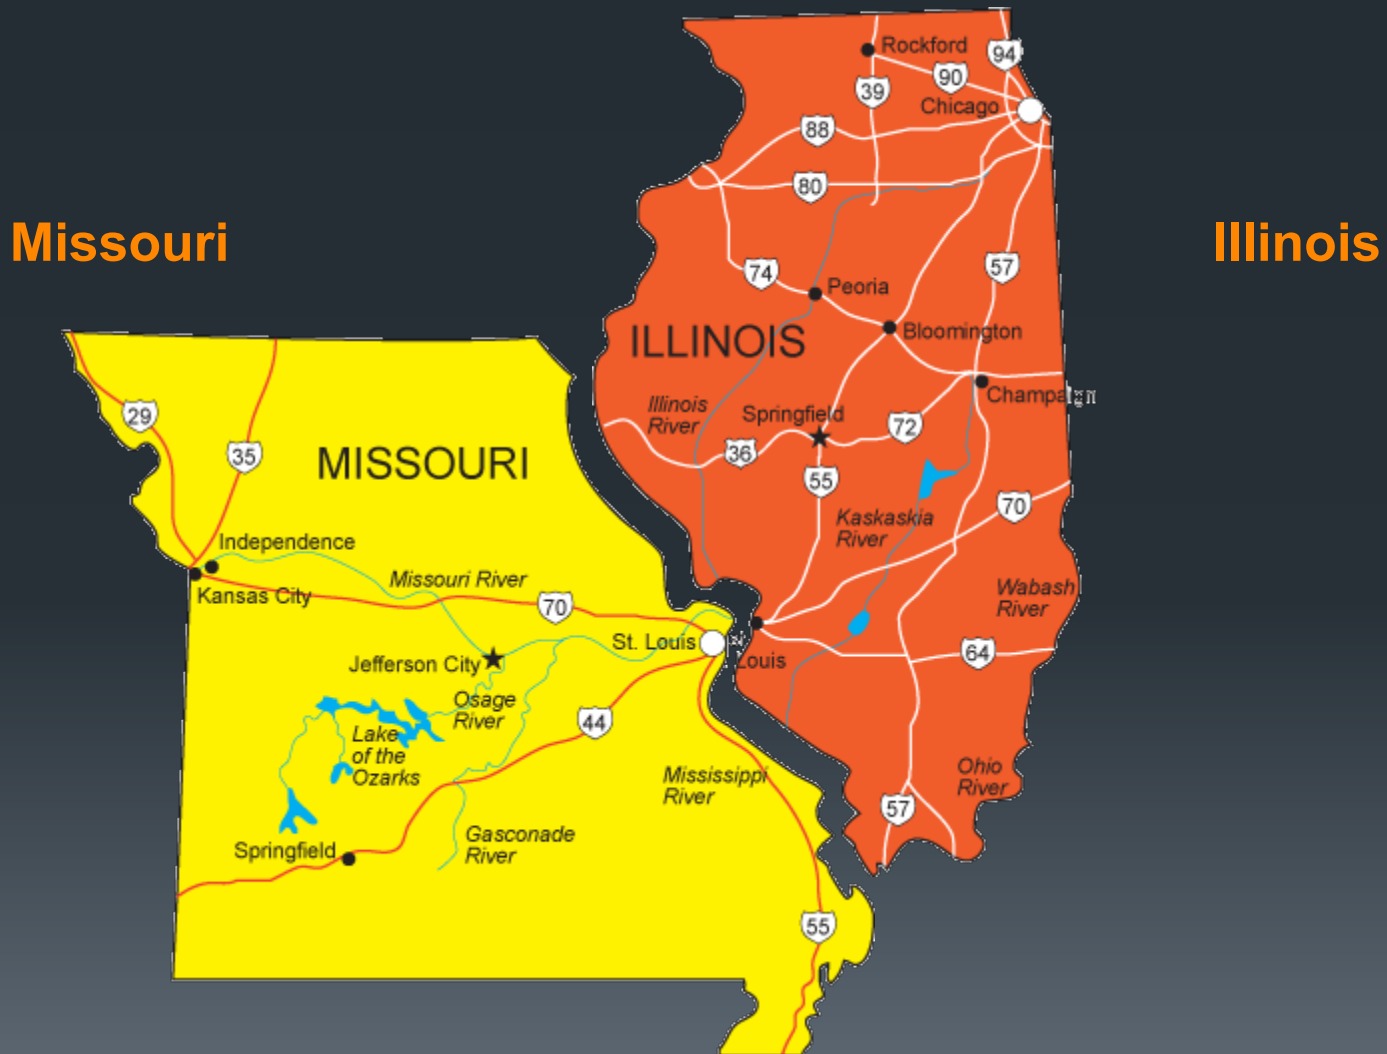 Missouri
Illinois
Rockford
94
90
39
Chicago
88
80
57
74
Peoria
ILLINOIS
Bloomington
Champaign
Illinois
River
Springfield
72
36
55
70
Kaskaskia
River
Wabash
River
Louis
64
Ohio
River
57
29
35
MISSOURI
Independence
Kansas City
Missouri River
70
St. Louis
Jefferson City
Osage
River
44
Lake
of the
Ozarks
Mississippi
River
Gasconade
River
Springfield
55